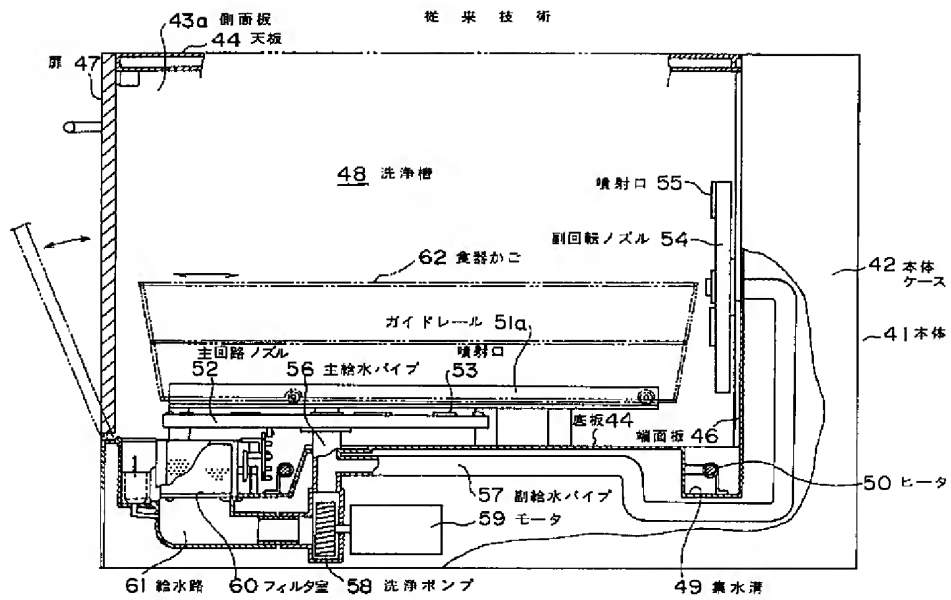 従来技術
43a 側面板
44 天板
扉 47
48 洗浄槽
噴射口 55
副回転ノズル 54
62 食器かご
42 本体
ケース
ガイドレール 51a
41 本体
主回路ノズル
噴射口
52
56 主給水パイプ
53
底板 44
端面板 46
50 ヒータ
57 副給水パイプ
59 モータ
61 給水路
60 フィルタ室
58 洗浄ポンプ
49 集水溝